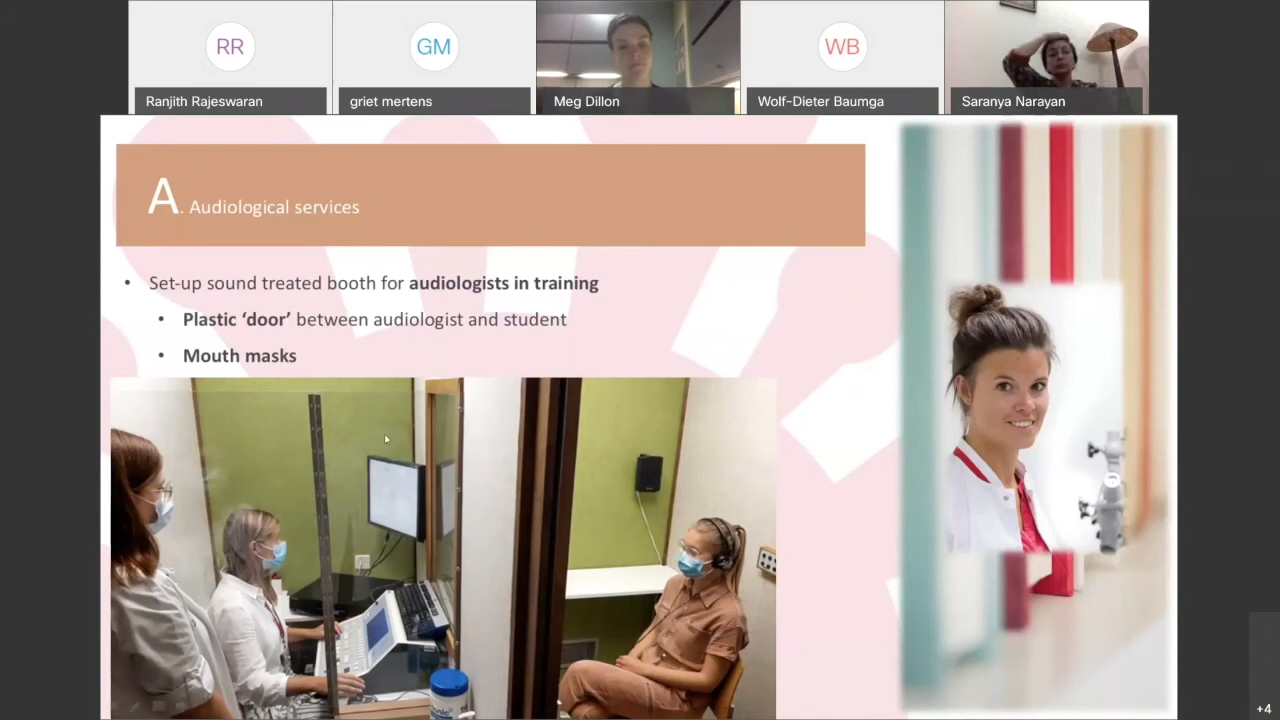 RR
GM
WB
Ranjith Rajeswaran
griet mertens
Meg Dillon
Wolf-Dieter Baumga
Saranya Narayan
A. Audiological services
• Set-up sound treated booth for audiologists in training
• Plastic ‘door’ between audiologist and student
• Mouth masks
+4